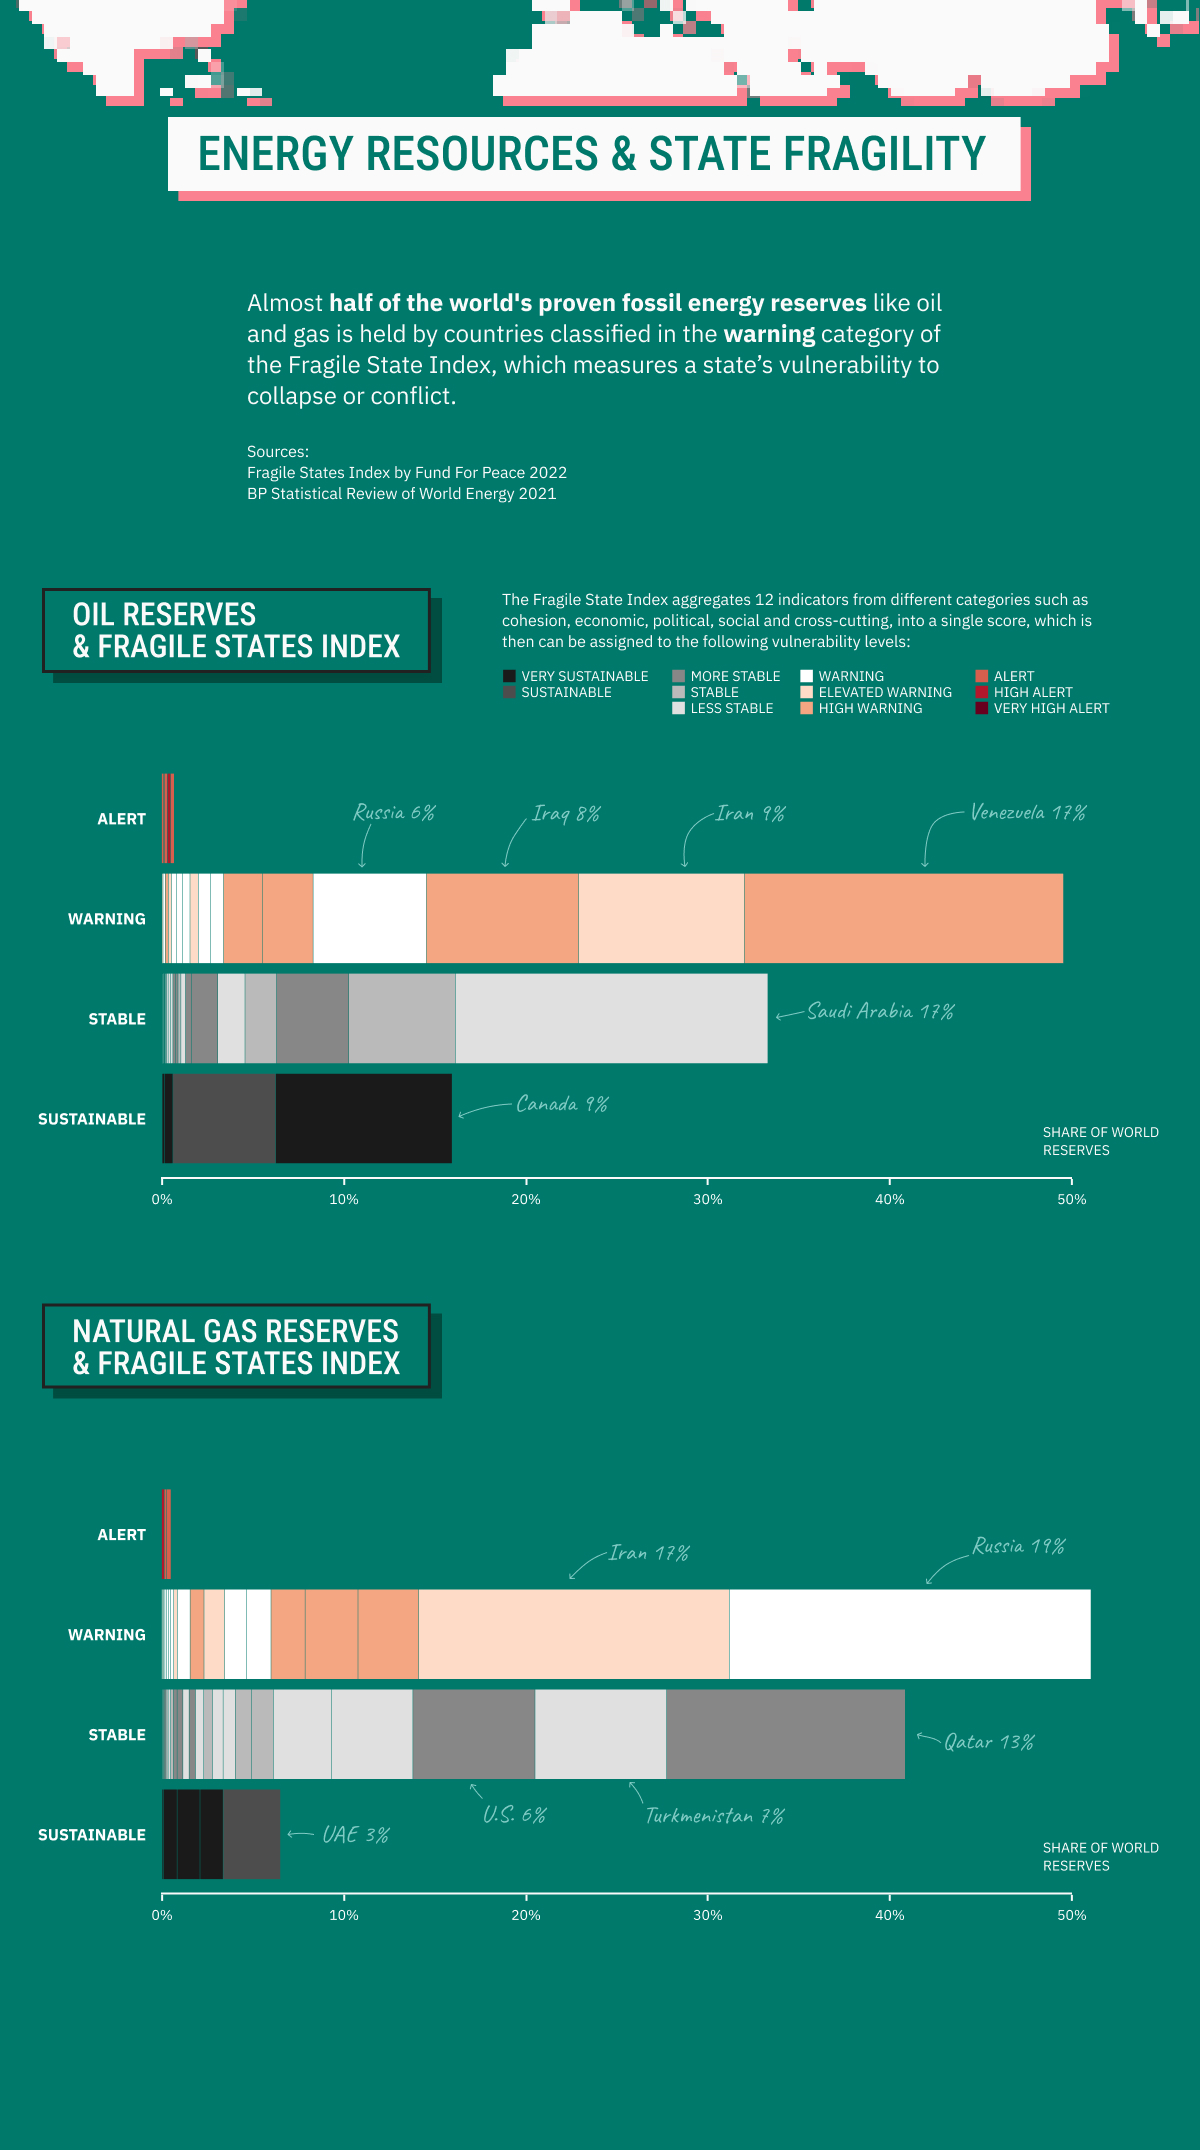 ENERGY RESOURCES & STATE FRAGILITY
Almost half of the world's proven fossil energy reserves like oil
and gas is held by countries classified in the warning category of
the Fragile State Index, which measures a state’s vulnerability to
collapse or conflict.
Sources:
Fragile States Index by Fund For Peace 2022
BP Statistical Review of World Energy 2021
OIL RESERVES
& FRAGILE STATES INDEX
The Fragile State Index aggregates 12 indicators from different categories such as
cohesion, economic, political, social and cross-cutting, into a single score, which is
then can be assigned to the following vulnerability levels:
VERY SUSTAINABLE MORE STABLE WARNING ALERT
SUSTAINABLE STABLE ELEVATED WARNING HIGH ALERT
LESS STABLE HIGH WARNING VERY HIGH ALERT
Russia 6% Iraq 8% Iran 9% Venezuela 17%
ALERT
WARNING
Saudi Arabia 17%
STABLE
Canada 9%
SUSTAINABLE
SHARE OF WORLD
RESERVES
0% 10% 20% 30% 40% 50%
NATURAL GAS RESERVES
& FRAGILE STATES INDEX
ALERT
Iran 17% Russia 19%
WARNING
STABLE
Qatar 13%
U.S. 6% Turkmenistan 7%
SUSTAINABLE
UAE 3%
SHARE OF WORLD
RESERVES
0% 10% 20% 30% 40% 50%